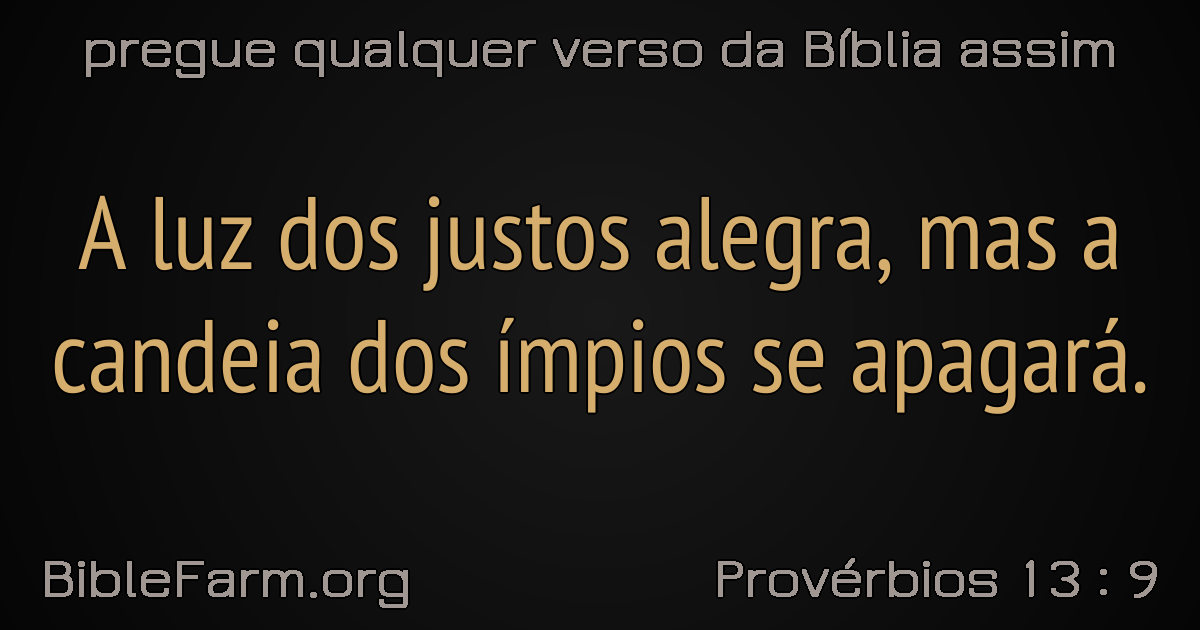 pregue qualquer verso da Bíblia assim
A luz dos justos alegra, mas a
candeia dos ímpios se apagará.
BibleFarm.org
Provérbios 13 : 9